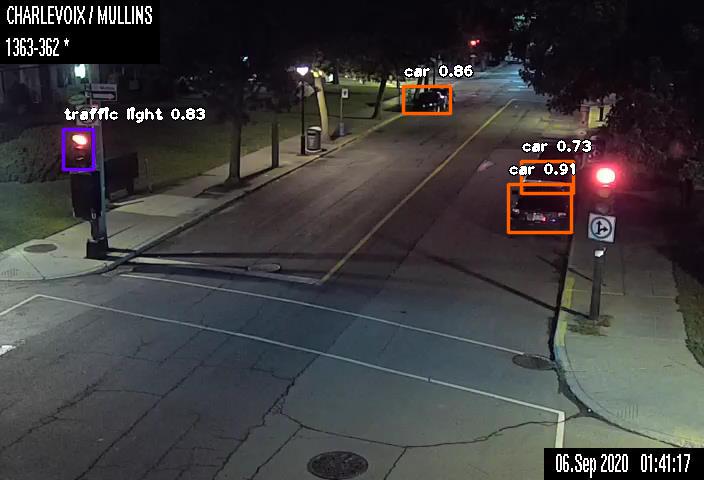 CHARLEVOIX / MULLINS
1363-362 *
car 0.86
traffic light 0.83
car 0.73
car 0.91
06.Sep 2020 01:41:17